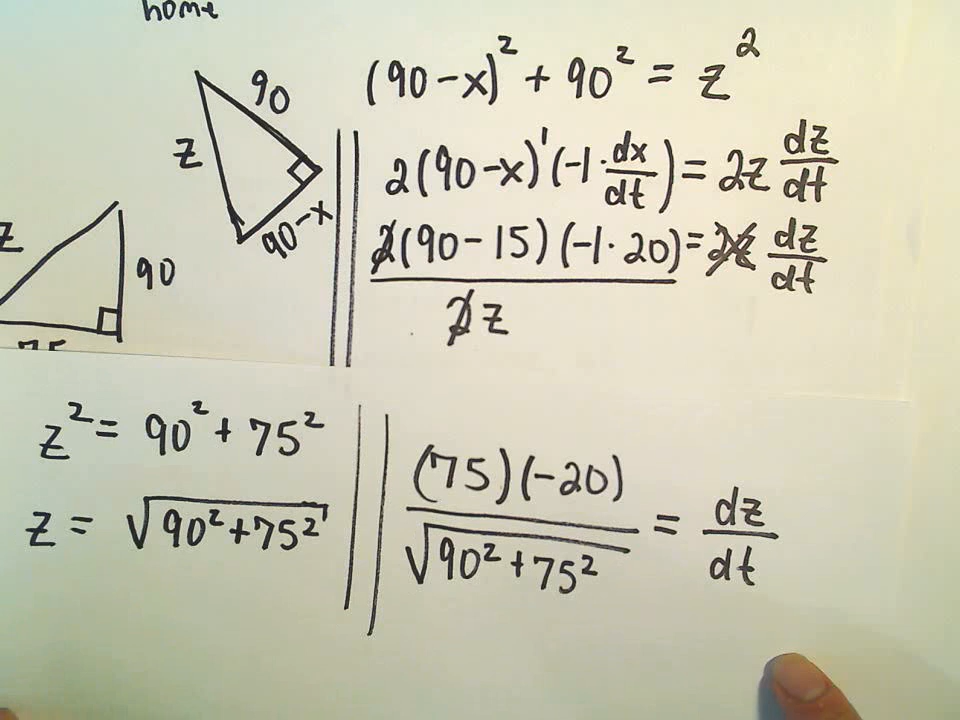 home
90
z
90-x
(90-x)² + 90² = z²
2(90-x)'(-1·dx/dt) = 2z dz/dt
2(90-15)(-1·20) = 2z dz/dt
2z
z
90
75
z² = 90² + 75²
z = √90² + 75²
(75)(-20)/√90² + 75² = dz/dt